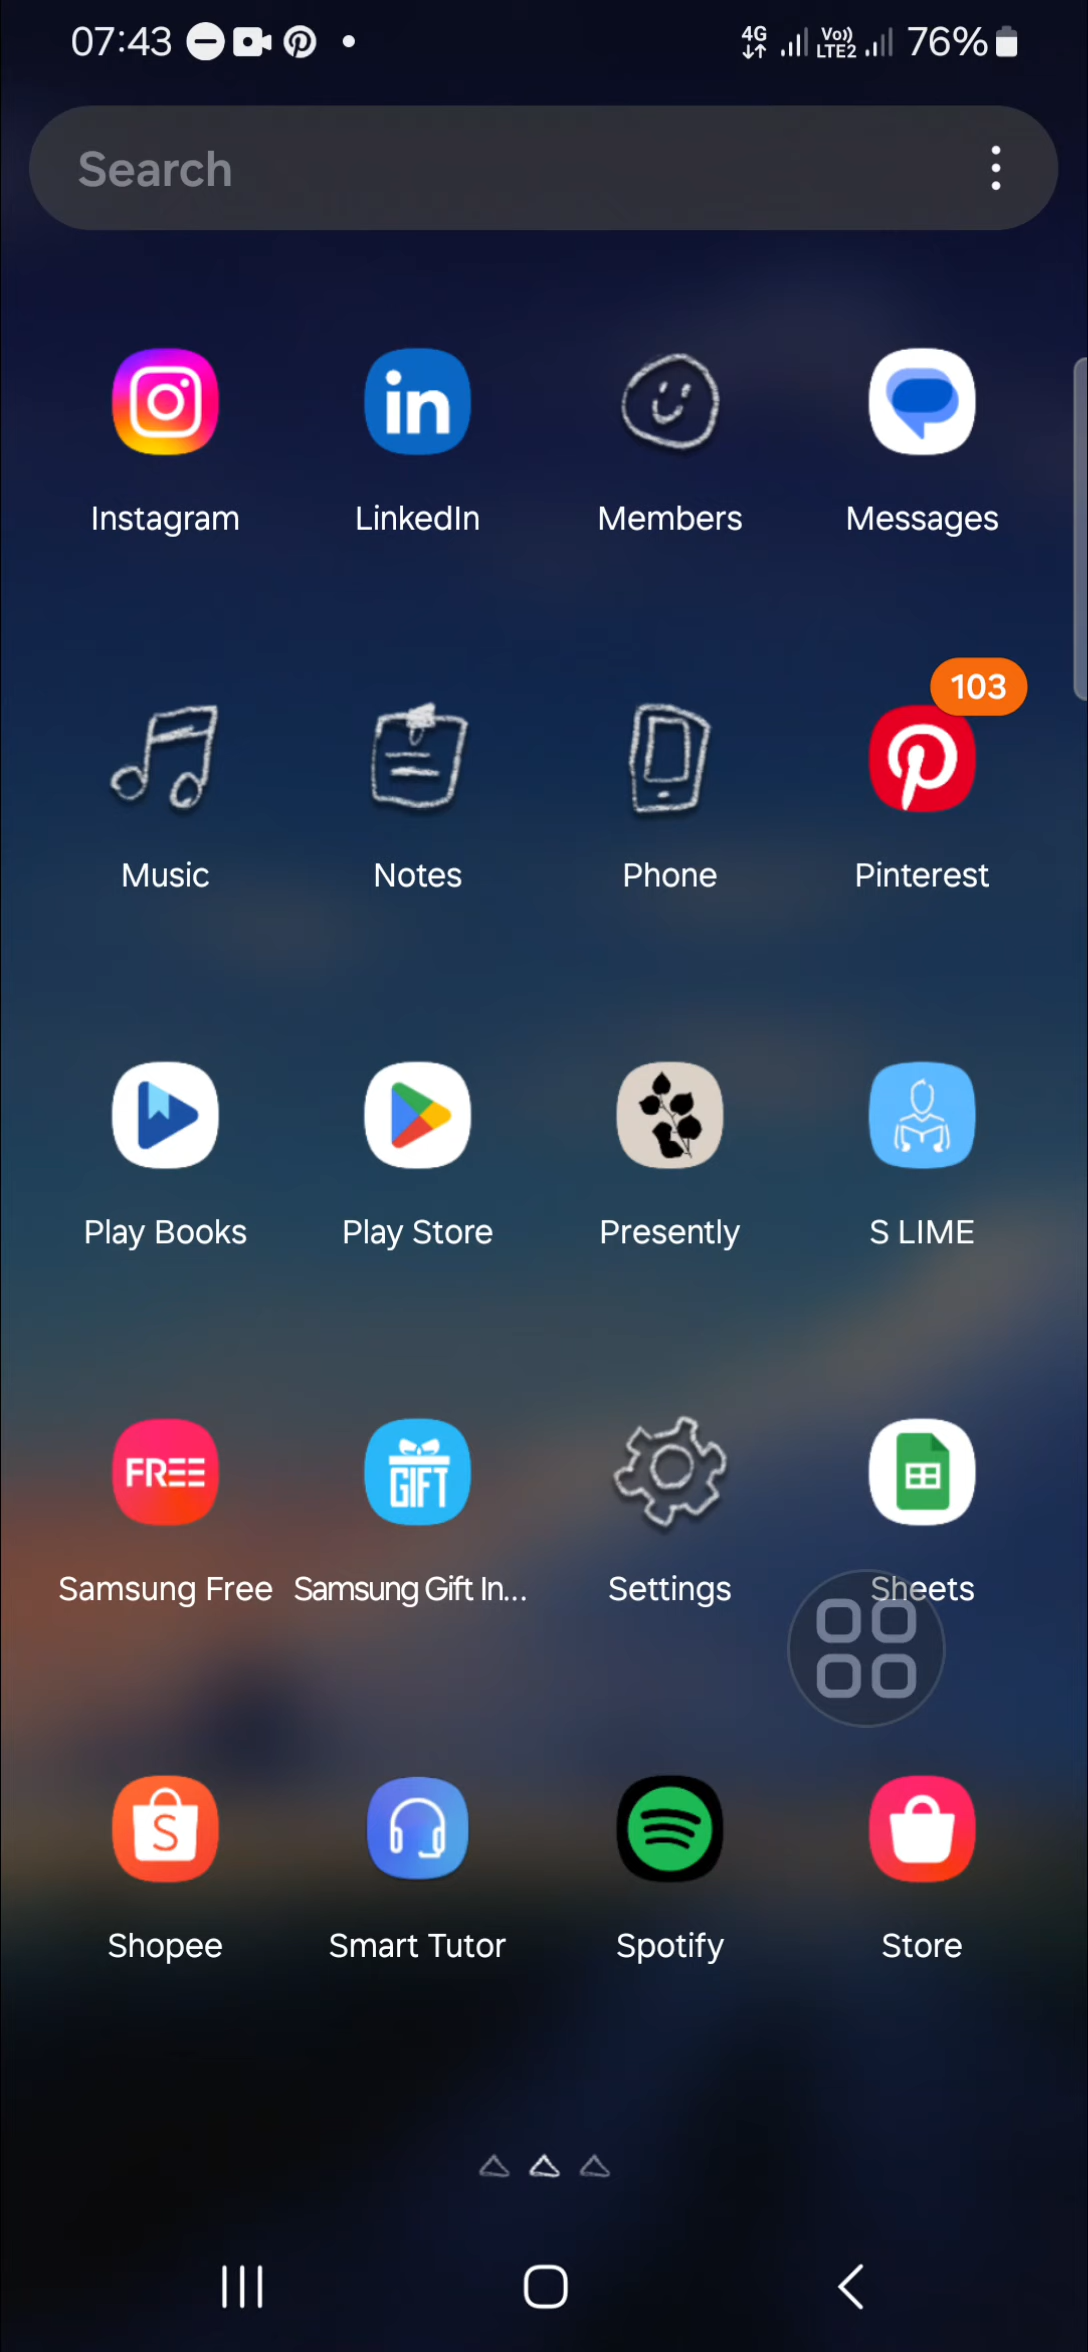 07:43 4G Vo)) LTE2 76%
Search
Instagram LinkedIn Members Messages
103
Music Notes Phone Pinterest
Play Books Play Store Presently S LIME
FREE GIFT
Samsung Free Samsung Gift In... Settings Sheets
S
Shopee Smart Tutor Spotify Store